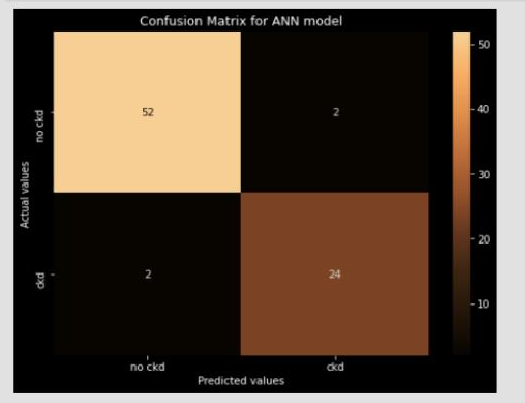 Confusion Matrix for ANN model
no ckd
52
2
ckd
2
24
Actual values
no ckd
ckd
Predicted values
50
40
30
20
10